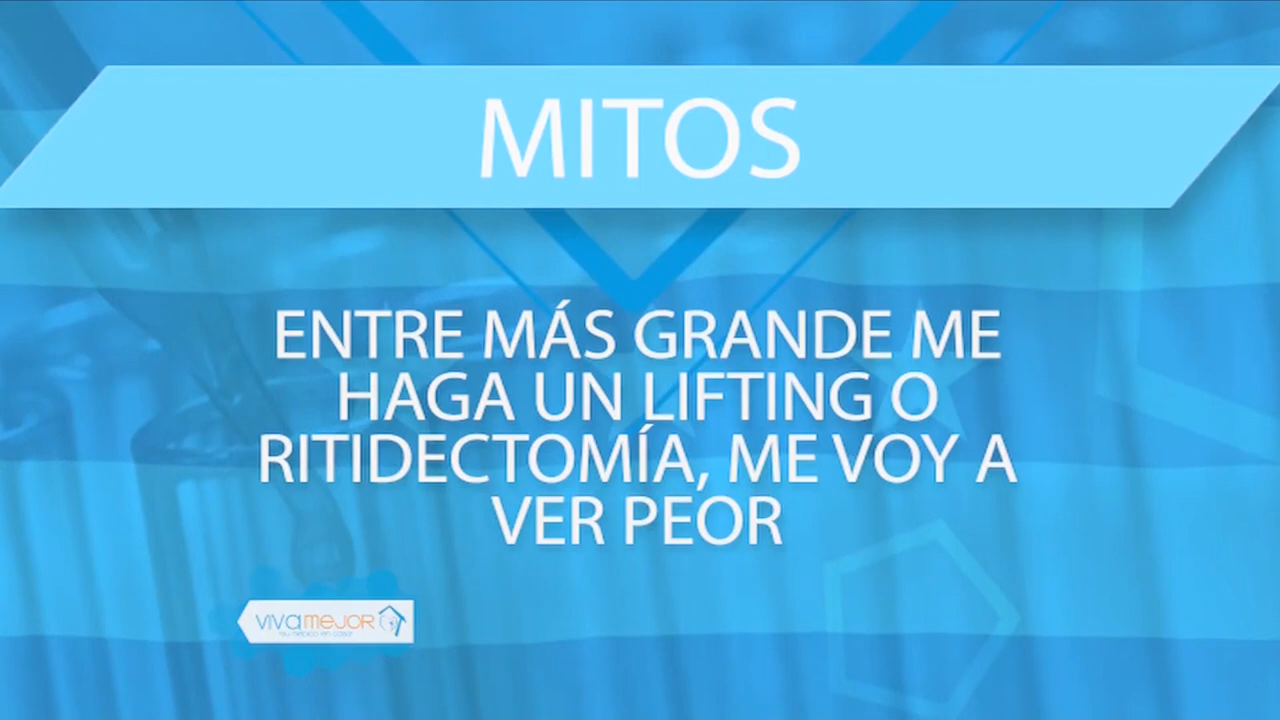 MITOS
ENTRE MÁS GRANDE ME
HAGA UN LIFTING O
RITIDECTOMÍA, ME VOY A
VER PEOR
VIVAMEJOR